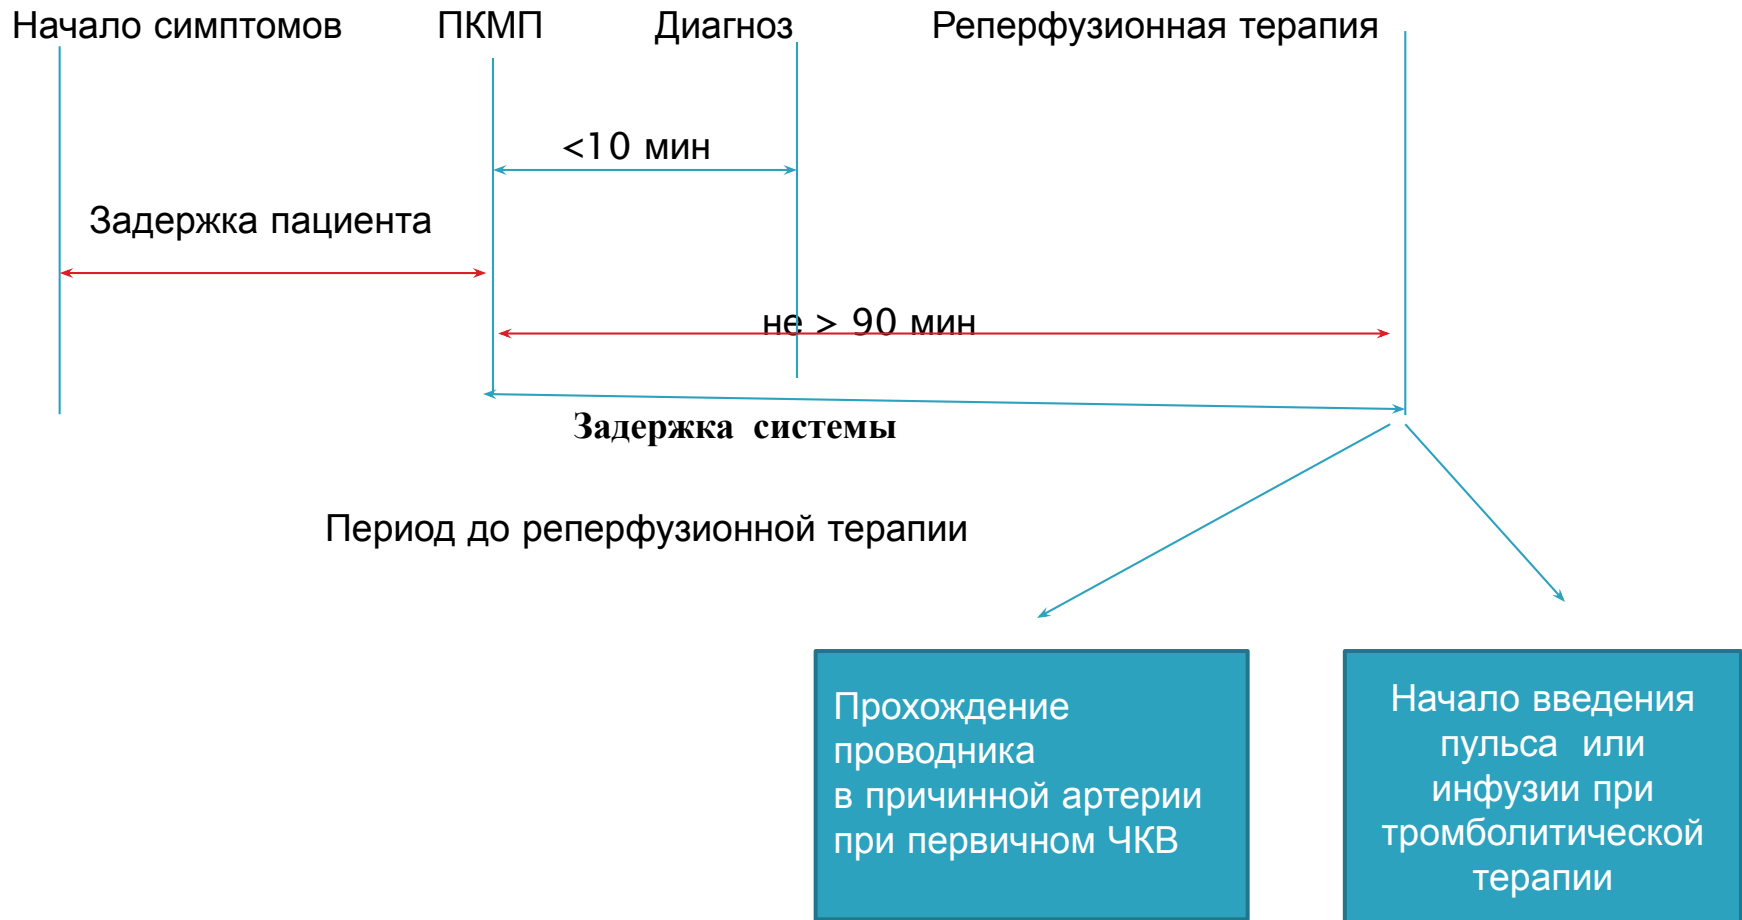 Начало симптомов
ПКМП
Диагноз
Реперфузионная терапия
<10 мин
Задержка пациента
не > 90 мин
Задержка системы
Период до реперфузионной терапии
Прохождение
проводника
в причинной артерии
при первичном ЧКВ
Начало введения
пульса или
инфузии при
тромболитической
терапии